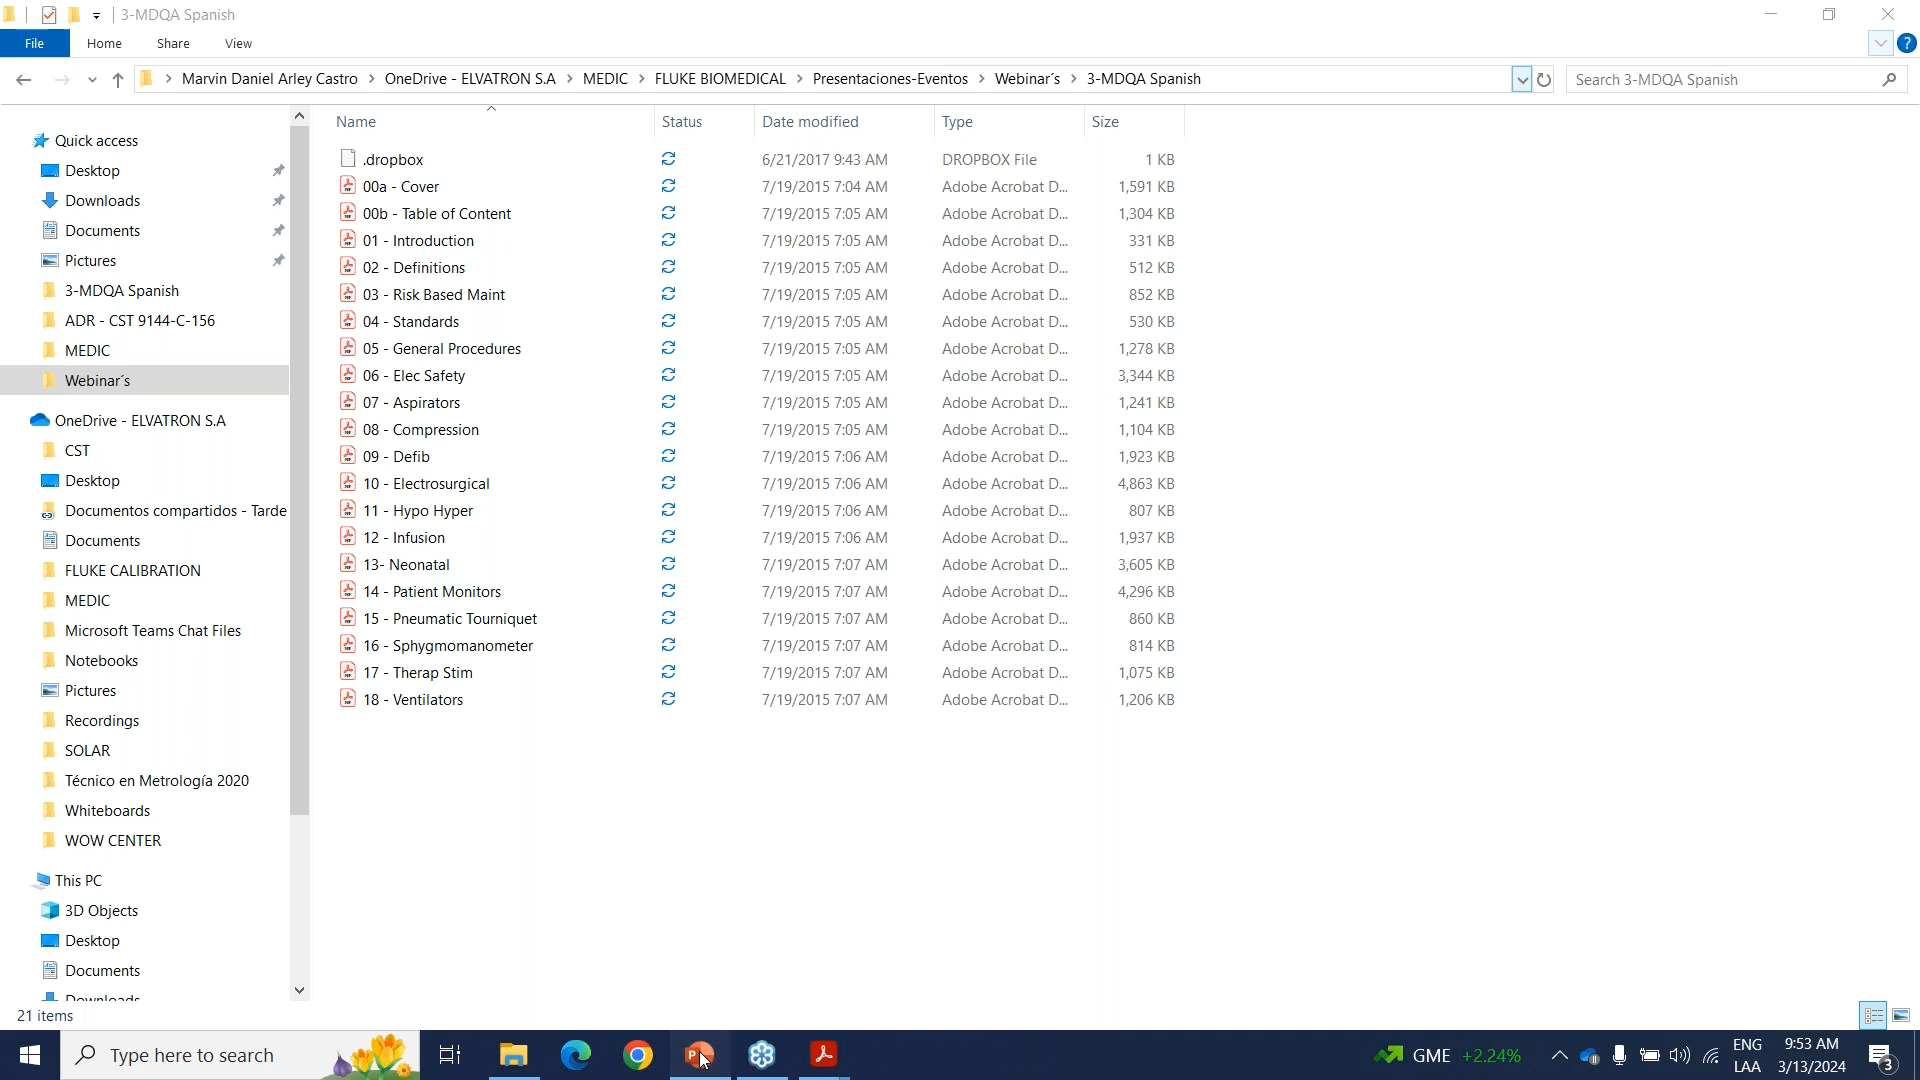 3-MDQA Spanish
File Home Share View
Marvin Daniel Arley Castro > OneDrive - ELVATRON S.A > MEDIC > FLUKE BIOMEDICAL > Presentaciones-Eventos > Webinar´s > 3-MDQA Spanish
Search 3-MDQA Spanish
Quick access
Desktop
Downloads
Documents
Pictures
3-MDQA Spanish
ADR - CST 9144-C-156
MEDIC
Webinar´s
OneDrive - ELVATRON S.A
CST
Desktop
Documentos compartidos - Tarde
Documents
FLUKE CALIBRATION
MEDIC
Microsoft Teams Chat Files
Notebooks
Pictures
Recordings
SOLAR
Técnico en Metrología 2020
Whiteboards
WOW CENTER
This PC
3D Objects
Desktop
Documents
Downloads
Name Status Date modified Type Size
.dropbox 6/21/2017 9:43 AM DROPBOX File 1 KB
00a - Cover 7/19/2015 7:04 AM Adobe Acrobat D... 1,591 KB
00b - Table of Content 7/19/2015 7:05 AM Adobe Acrobat D... 1,304 KB
01 - Introduction 7/19/2015 7:05 AM Adobe Acrobat D... 331 KB
02 - Definitions 7/19/2015 7:05 AM Adobe Acrobat D... 512 KB
03 - Risk Based Maint 7/19/2015 7:05 AM Adobe Acrobat D... 852 KB
04 - Standards 7/19/2015 7:05 AM Adobe Acrobat D... 530 KB
05 - General Procedures 7/19/2015 7:05 AM Adobe Acrobat D... 1,278 KB
06 - Elec Safety 7/19/2015 7:05 AM Adobe Acrobat D... 3,344 KB
07 - Aspirators 7/19/2015 7:05 AM Adobe Acrobat D... 1,241 KB
08 - Compression 7/19/2015 7:05 AM Adobe Acrobat D... 1,104 KB
09 - Defib 7/19/2015 7:06 AM Adobe Acrobat D... 1,923 KB
10 - Electrosurgical 7/19/2015 7:06 AM Adobe Acrobat D... 4,863 KB
11 - Hypo Hyper 7/19/2015 7:06 AM Adobe Acrobat D... 807 KB
12 - Infusion 7/19/2015 7:06 AM Adobe Acrobat D... 1,937 KB
13- Neonatal 7/19/2015 7:07 AM Adobe Acrobat D... 3,605 KB
14 - Patient Monitors 7/19/2015 7:07 AM Adobe Acrobat D... 4,296 KB
15 - Pneumatic Tourniquet 7/19/2015 7:07 AM Adobe Acrobat D... 860 KB
16 - Sphygmomanometer 7/19/2015 7:07 AM Adobe Acrobat D... 814 KB
17 - Therap Stim 7/19/2015 7:07 AM Adobe Acrobat D... 1,075 KB
18 - Ventilators 7/19/2015 7:07 AM Adobe Acrobat D... 1,206 KB
21 items
Type here to search
GME +2.24%
ENG
LAA
9:53 AM
3/13/2024
3